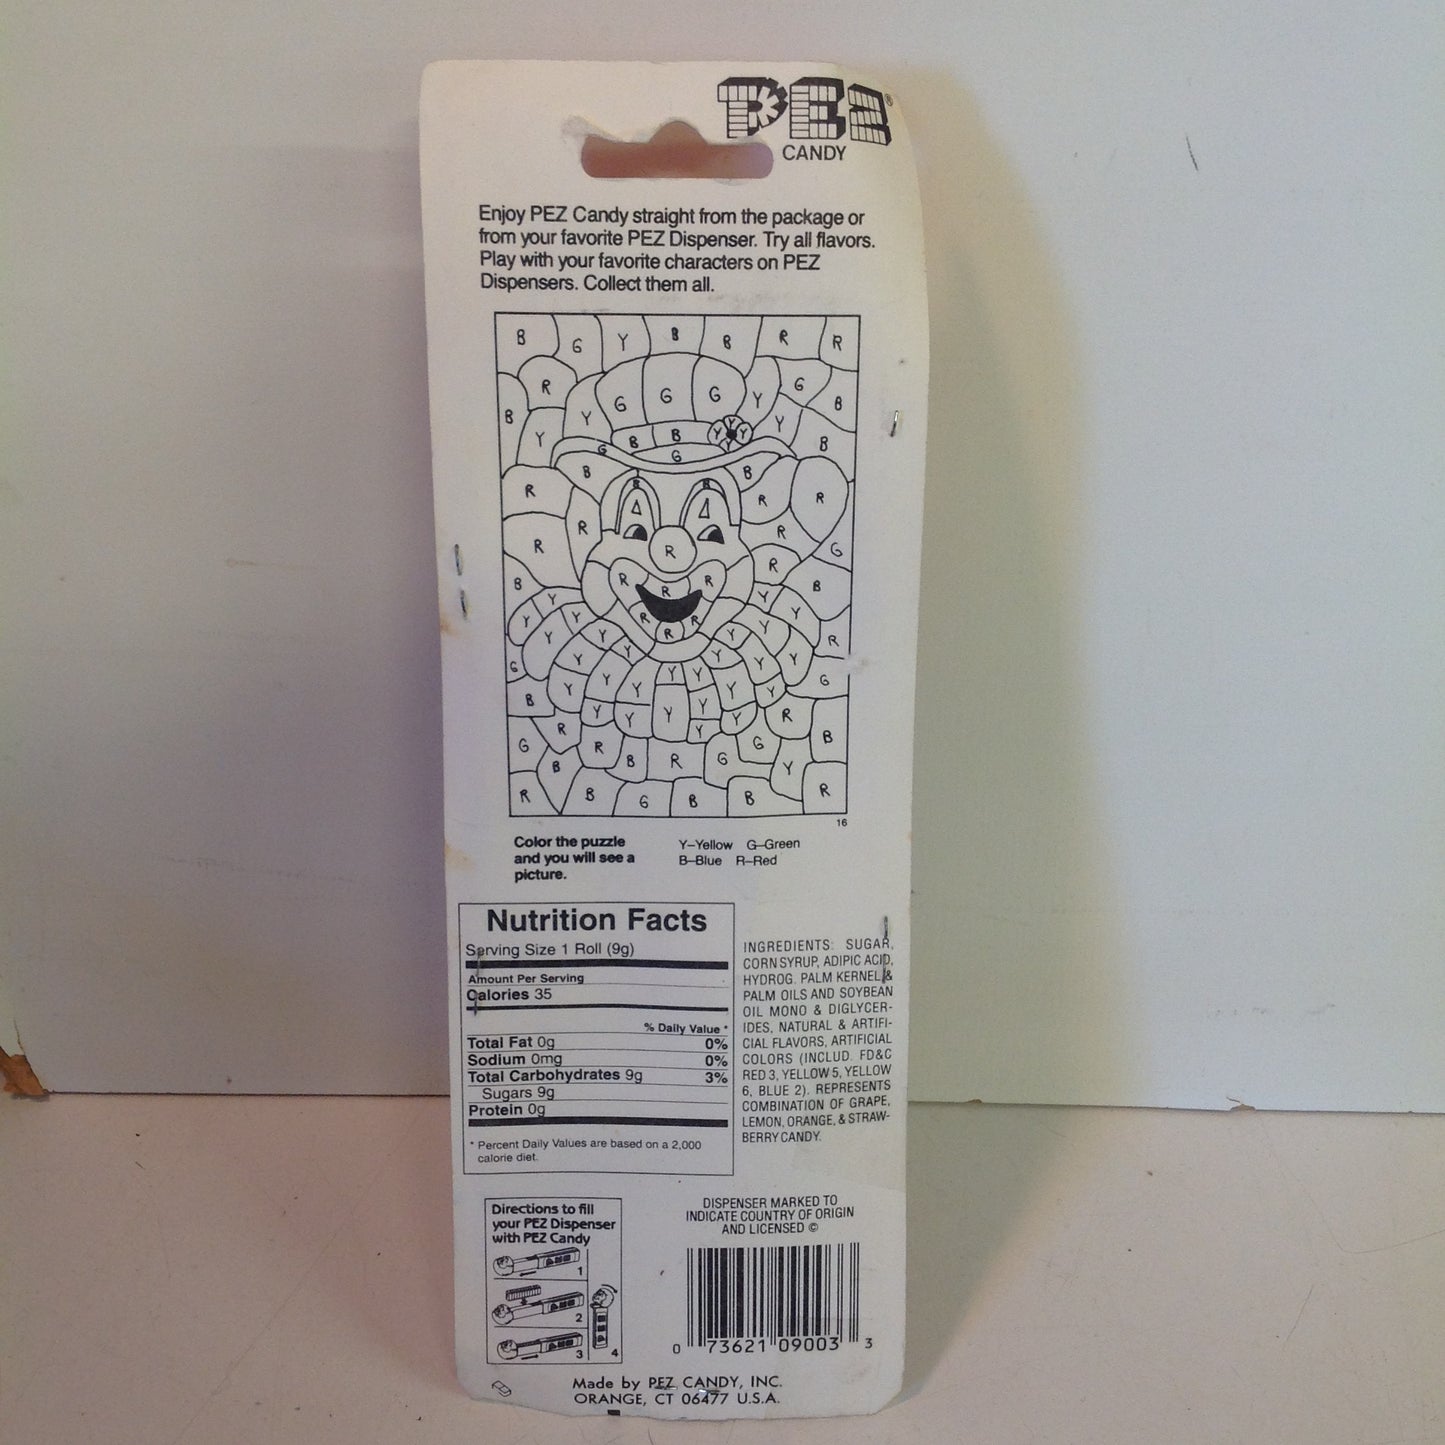 PEZ®
CANDY
Enjoy PEZ Candy straight from the package or
from your favorite PEZ Dispenser. Try all flavors.
Play with your favorite characters on PEZ
Dispensers. Collect them all.
B G Y B B R R
R G
B Y G G G Y B
Y B B Y Y Y Y Y B
G G
B B B B
R R R
R R R G
R R
B R R R B
Y Y Y Y
Y Y R R R Y Y R
Y Y
G Y Y Y Y Y Y Y Y G
B Y Y Y Y Y
Y Y Y Y Y R
G R R Y G B
B B R G Y
R B G B B R
16
Color the puzzle
and you will see a
picture.
Y–Yellow G–Green
B–Blue R–Red
Nutrition Facts
Serving Size 1 Roll (9g)
Amount Per Serving
Calories 35
% Daily Value *
Total Fat 0g 0%
Sodium 0mg 0%
Total Carbohydrates 9g 3%
Sugars 9g
Protein 0g
* Percent Daily Values are based on a 2,000
calorie diet.
INGREDIENTS: SUGAR,
CORN SYRUP, ADIPIC ACID,
HYDROG. PALM KERNEL &
PALM OILS AND SOYBEAN
OIL MONO & DIGLYCER-
IDES, NATURAL & ARTIFI-
CIAL FLAVORS, ARTIFICIAL
COLORS (INCLUD. FD&C
RED 3, YELLOW 5, YELLOW
6, BLUE 2). REPRESENTS
COMBINATION OF GRAPE,
LEMON, ORANGE, & STRAW-
BERRY CANDY.
Directions to fill
your PEZ Dispenser
with PEZ Candy
1
2
3 4
DISPENSER MARKED TO
INDICATE COUNTRY OF ORIGIN
AND LICENSED ©
0 73621 09003 3
Made by PEZ CANDY, INC.
ORANGE, CT 06477 U.S.A.